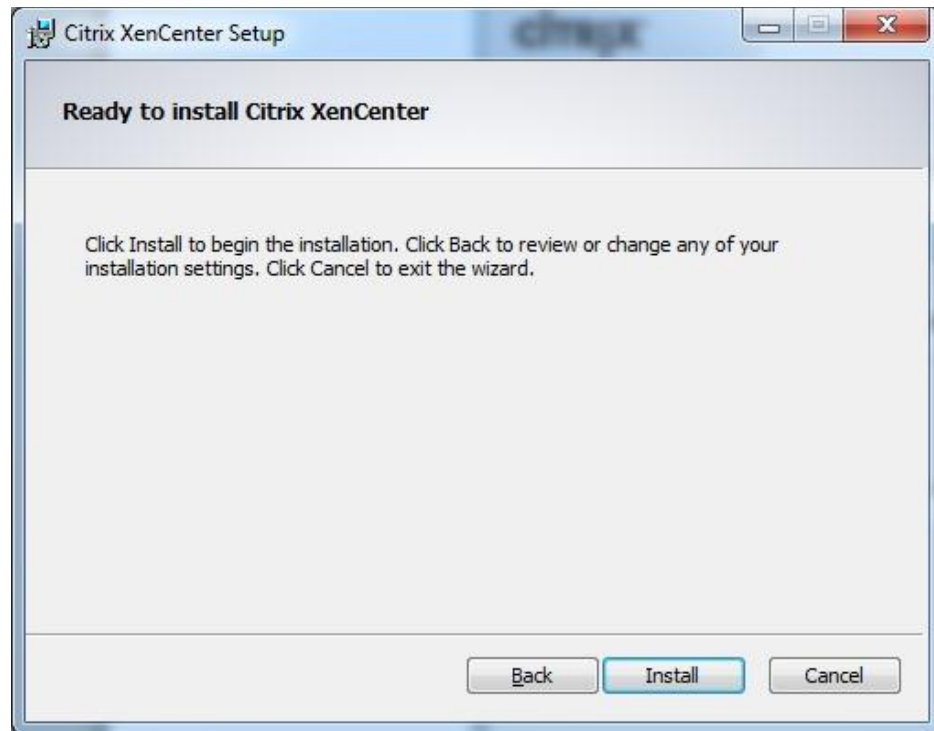 Citrix XenCenter Setup
Ready to install Citrix XenCenter
Click Install to begin the installation. Click Back to review or change any of your
installation settings. Click Cancel to exit the wizard.
Back Install Cancel